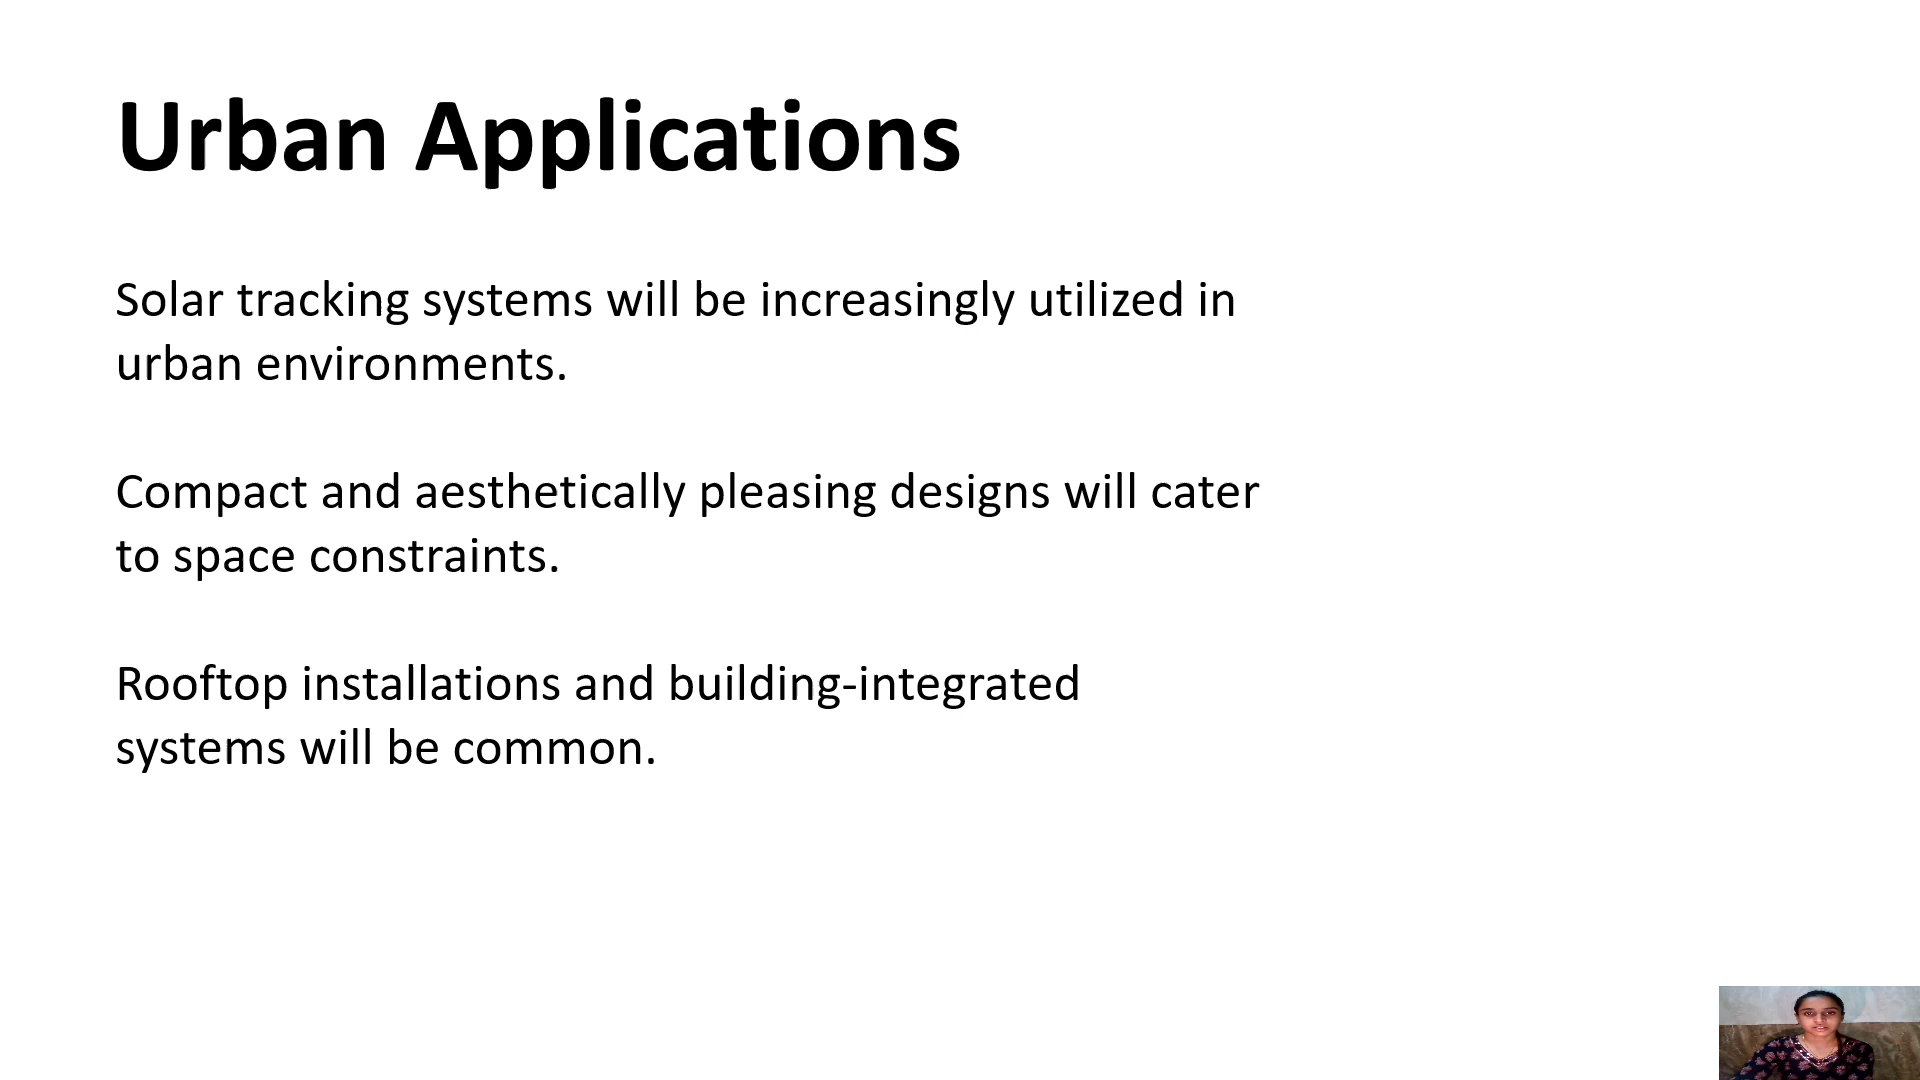 Urban Applications
Solar tracking systems will be increasingly utilized in
urban environments.
Compact and aesthetically pleasing designs will cater
to space constraints.
Rooftop installations and building-integrated
systems will be common.